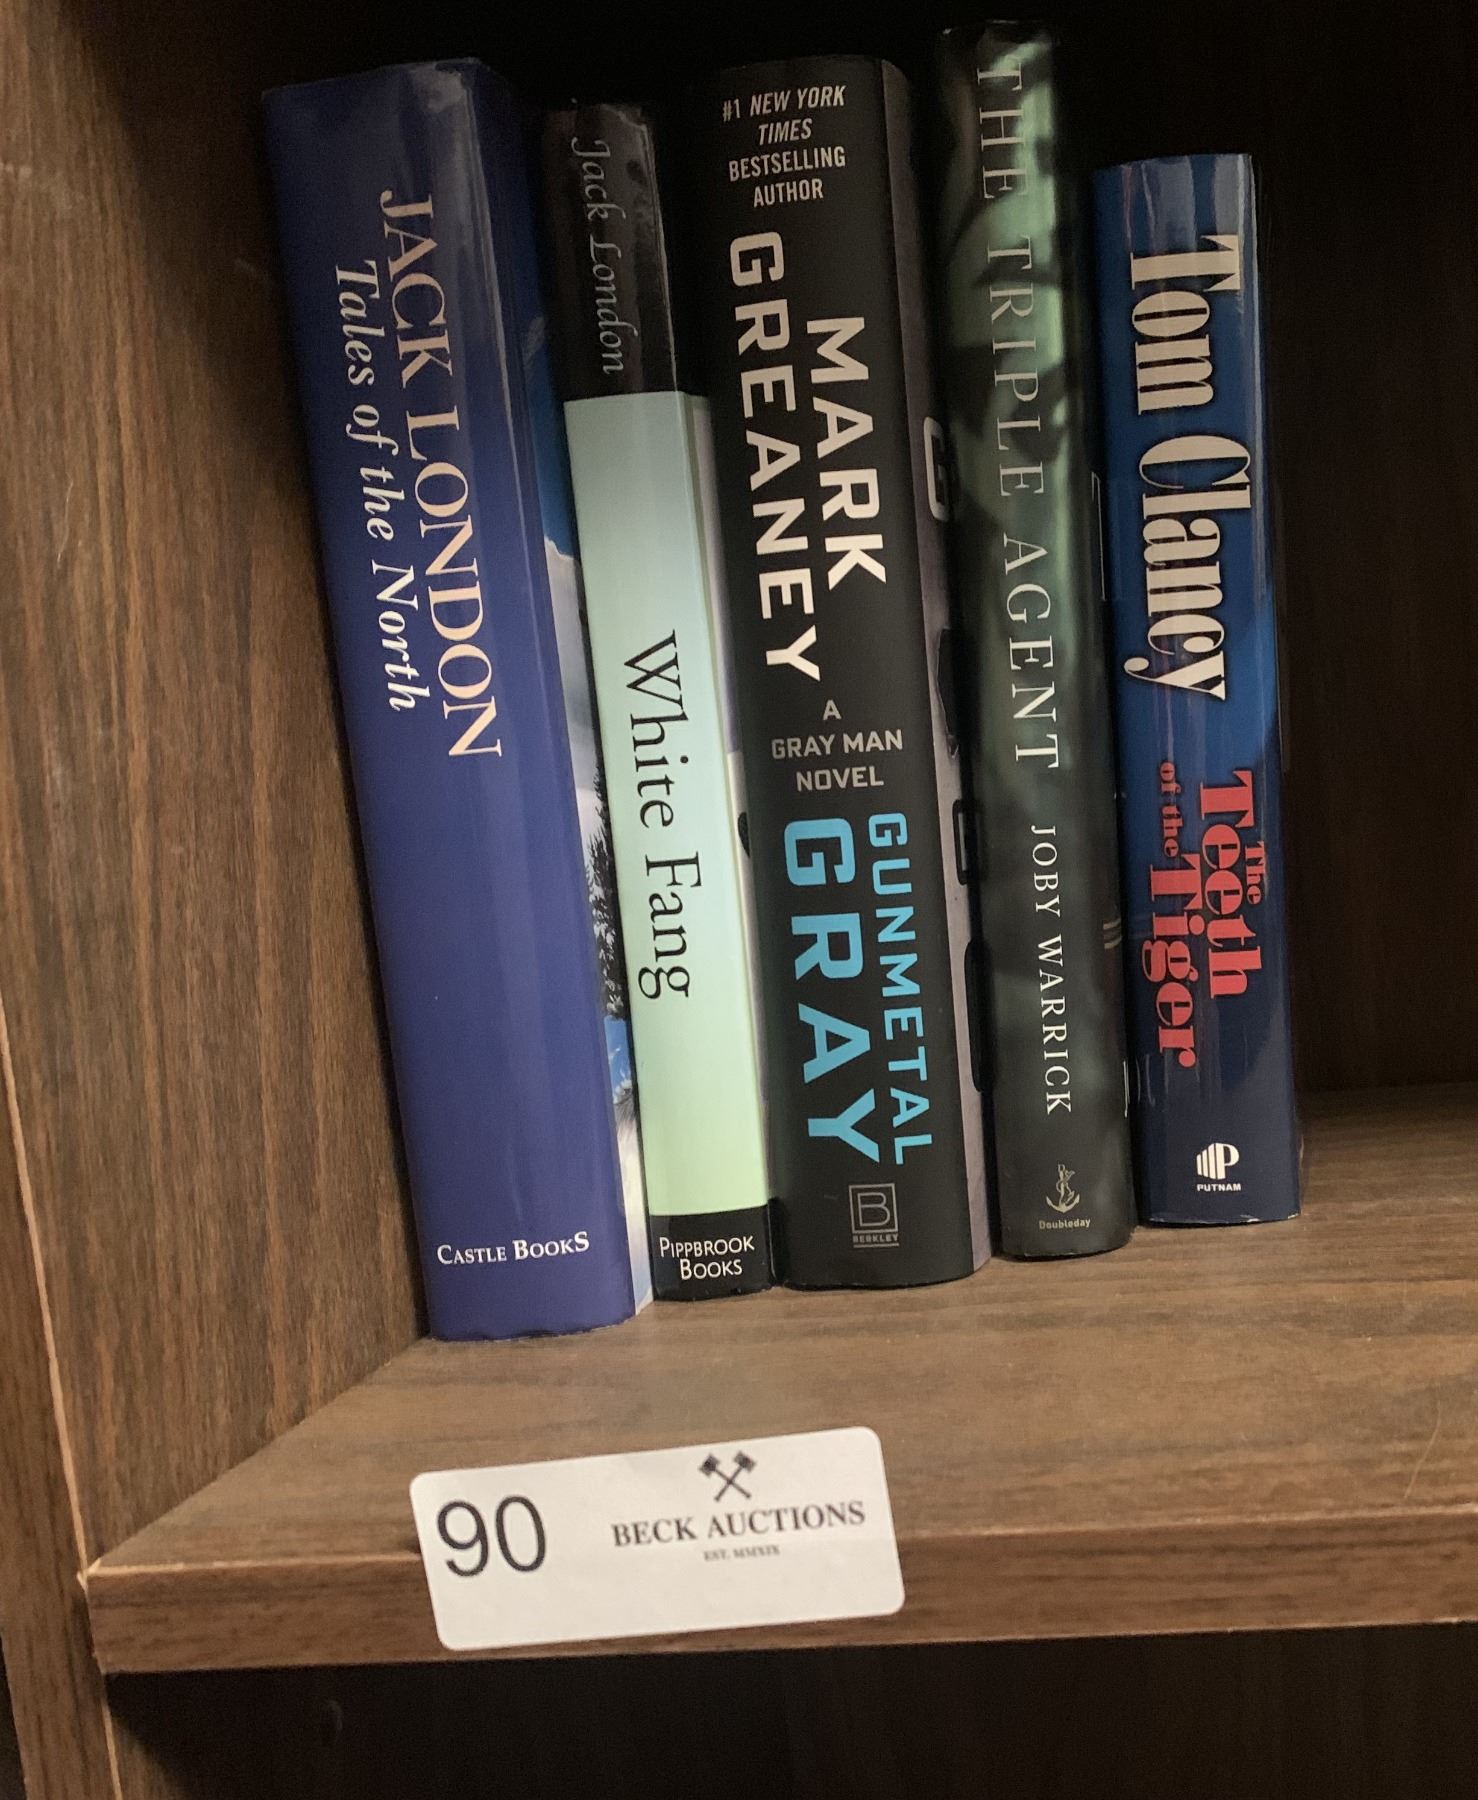 JACK LONDON
Tales of the North
CASTLE BOOKS
Jack London
White Fang
PIPPBROOK
BOOKS
#1 NEW YORK
TIMES
BESTSELLING
AUTHOR
MARK
GREANEY
A
GRAY MAN
NOVEL
GUNMETAL
GRAY
B
BERKLEY
THE TRIPLE AGENT
JOBY WARRICK
Doubleday
Tom Clancy
The
Teeth
of the
Tiger
P
PUTNAM
90
BECK AUCTIONS
EST. MMXIX